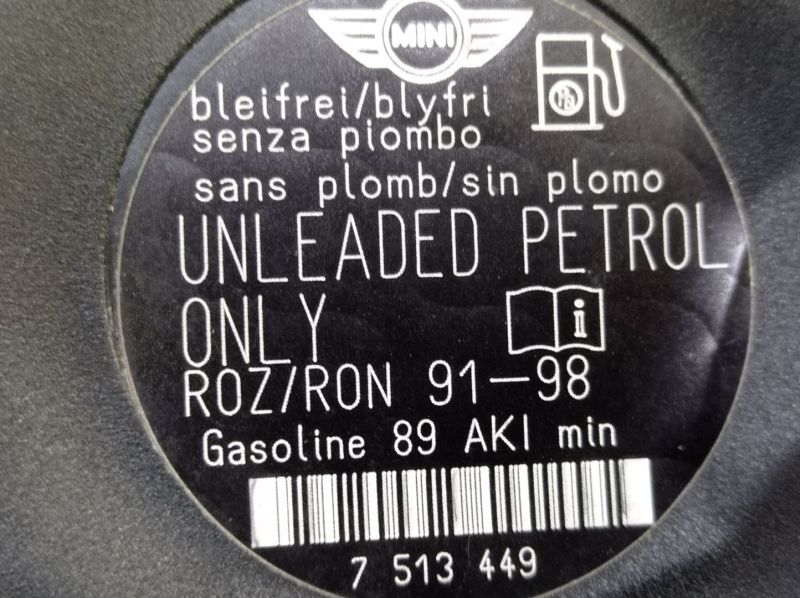 MINI
bleifrei/blyfri
senza piombo
sans plomb/sin plomo
UNLEADED PETROL
ONLY
i
ROZ/RON 91-98
Gasoline 89 AKI min
7 513 449